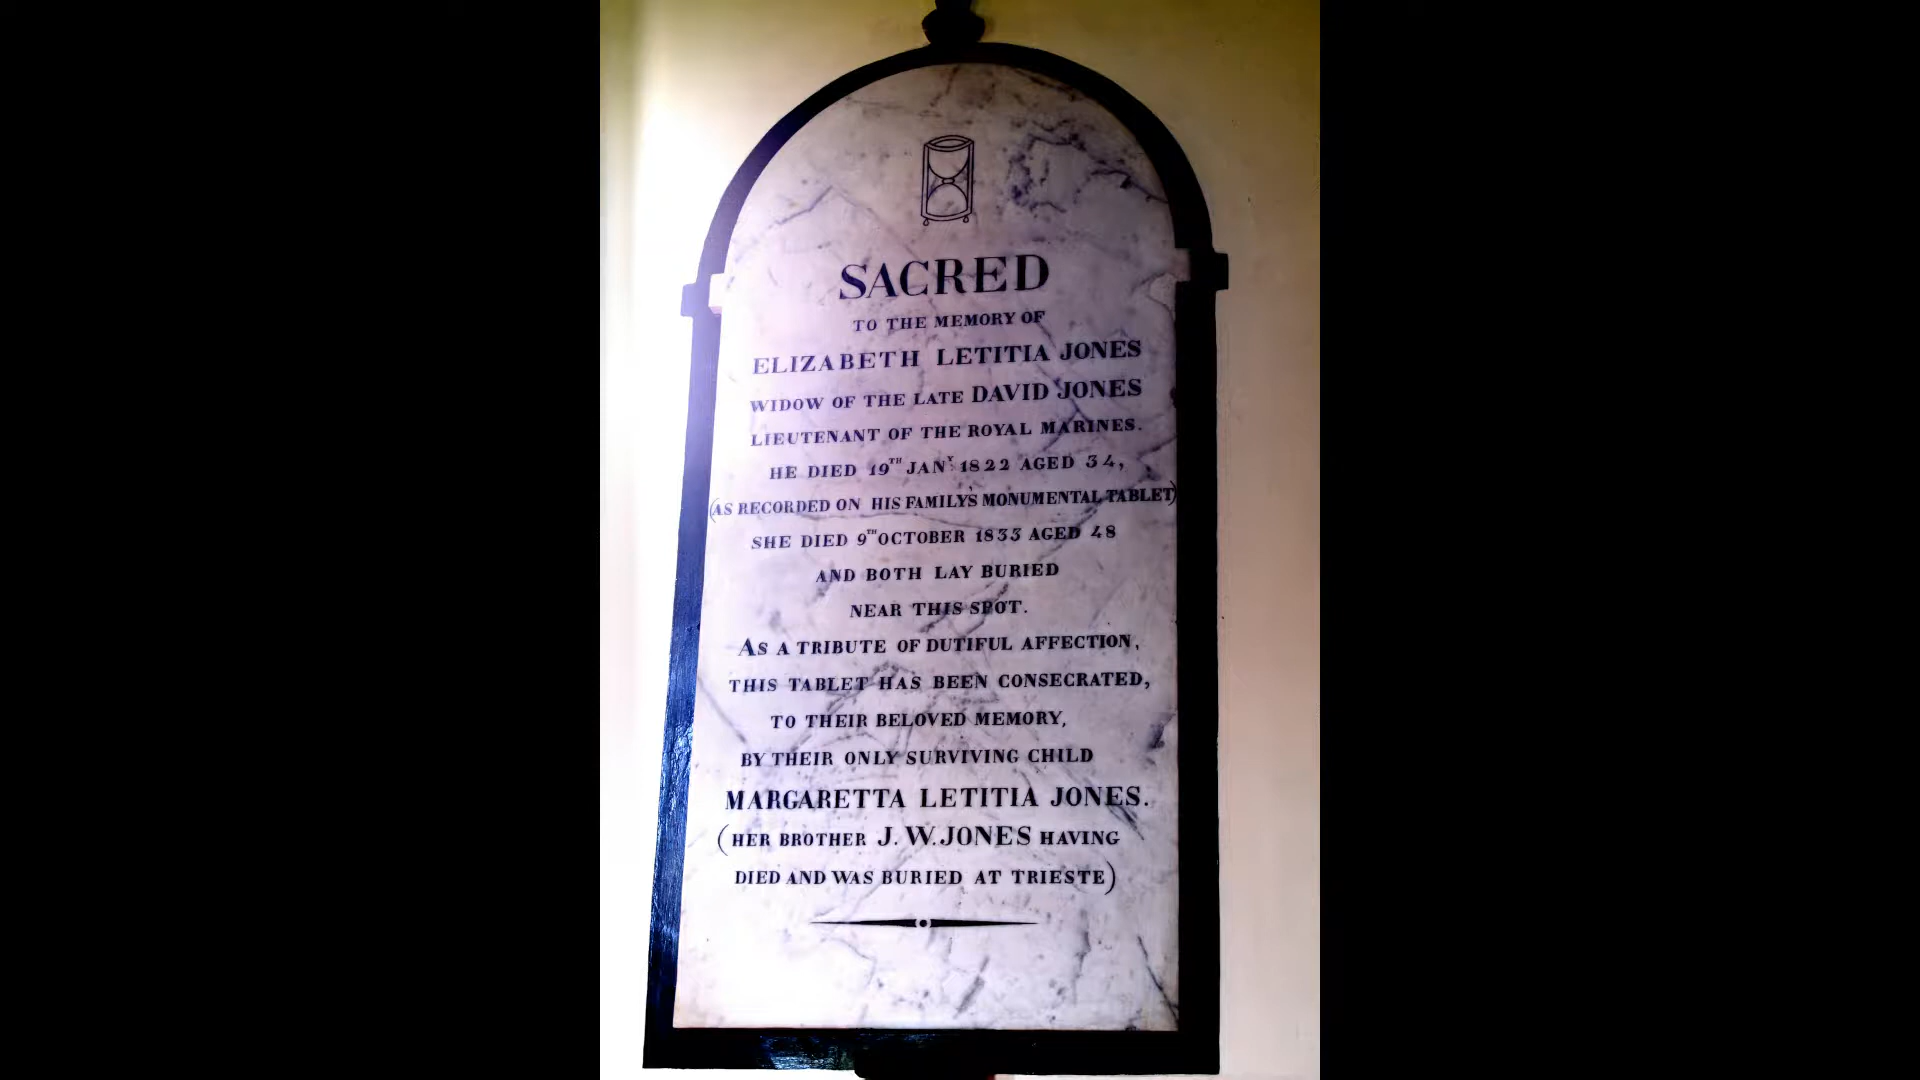 SACRED
TO THE MEMORY OF
ELIZABETH LETITIA JONES
WIDOW OF THE LATE DAVID JONES
LIEUTENANT OF THE ROYAL MARINES.
HE DIED 19TH JANY 1822 AGED 34,
(AS RECORDED ON HIS FAMILY'S MONUMENTAL TABLET)
SHE DIED 9TH OCTOBER 1833 AGED 48
AND BOTH LAY BURIED
NEAR THIS SPOT.
AS A TRIBUTE OF DUTIFUL AFFECTION,
THIS TABLET HAS BEEN CONSECRATED,
TO THEIR BELOVED MEMORY,
BY THEIR ONLY SURVIVING CHILD
MARGARETTA LETITIA JONES.
(HER BROTHER J. W. JONES HAVING
DIED AND WAS BURIED AT TRIESTE)